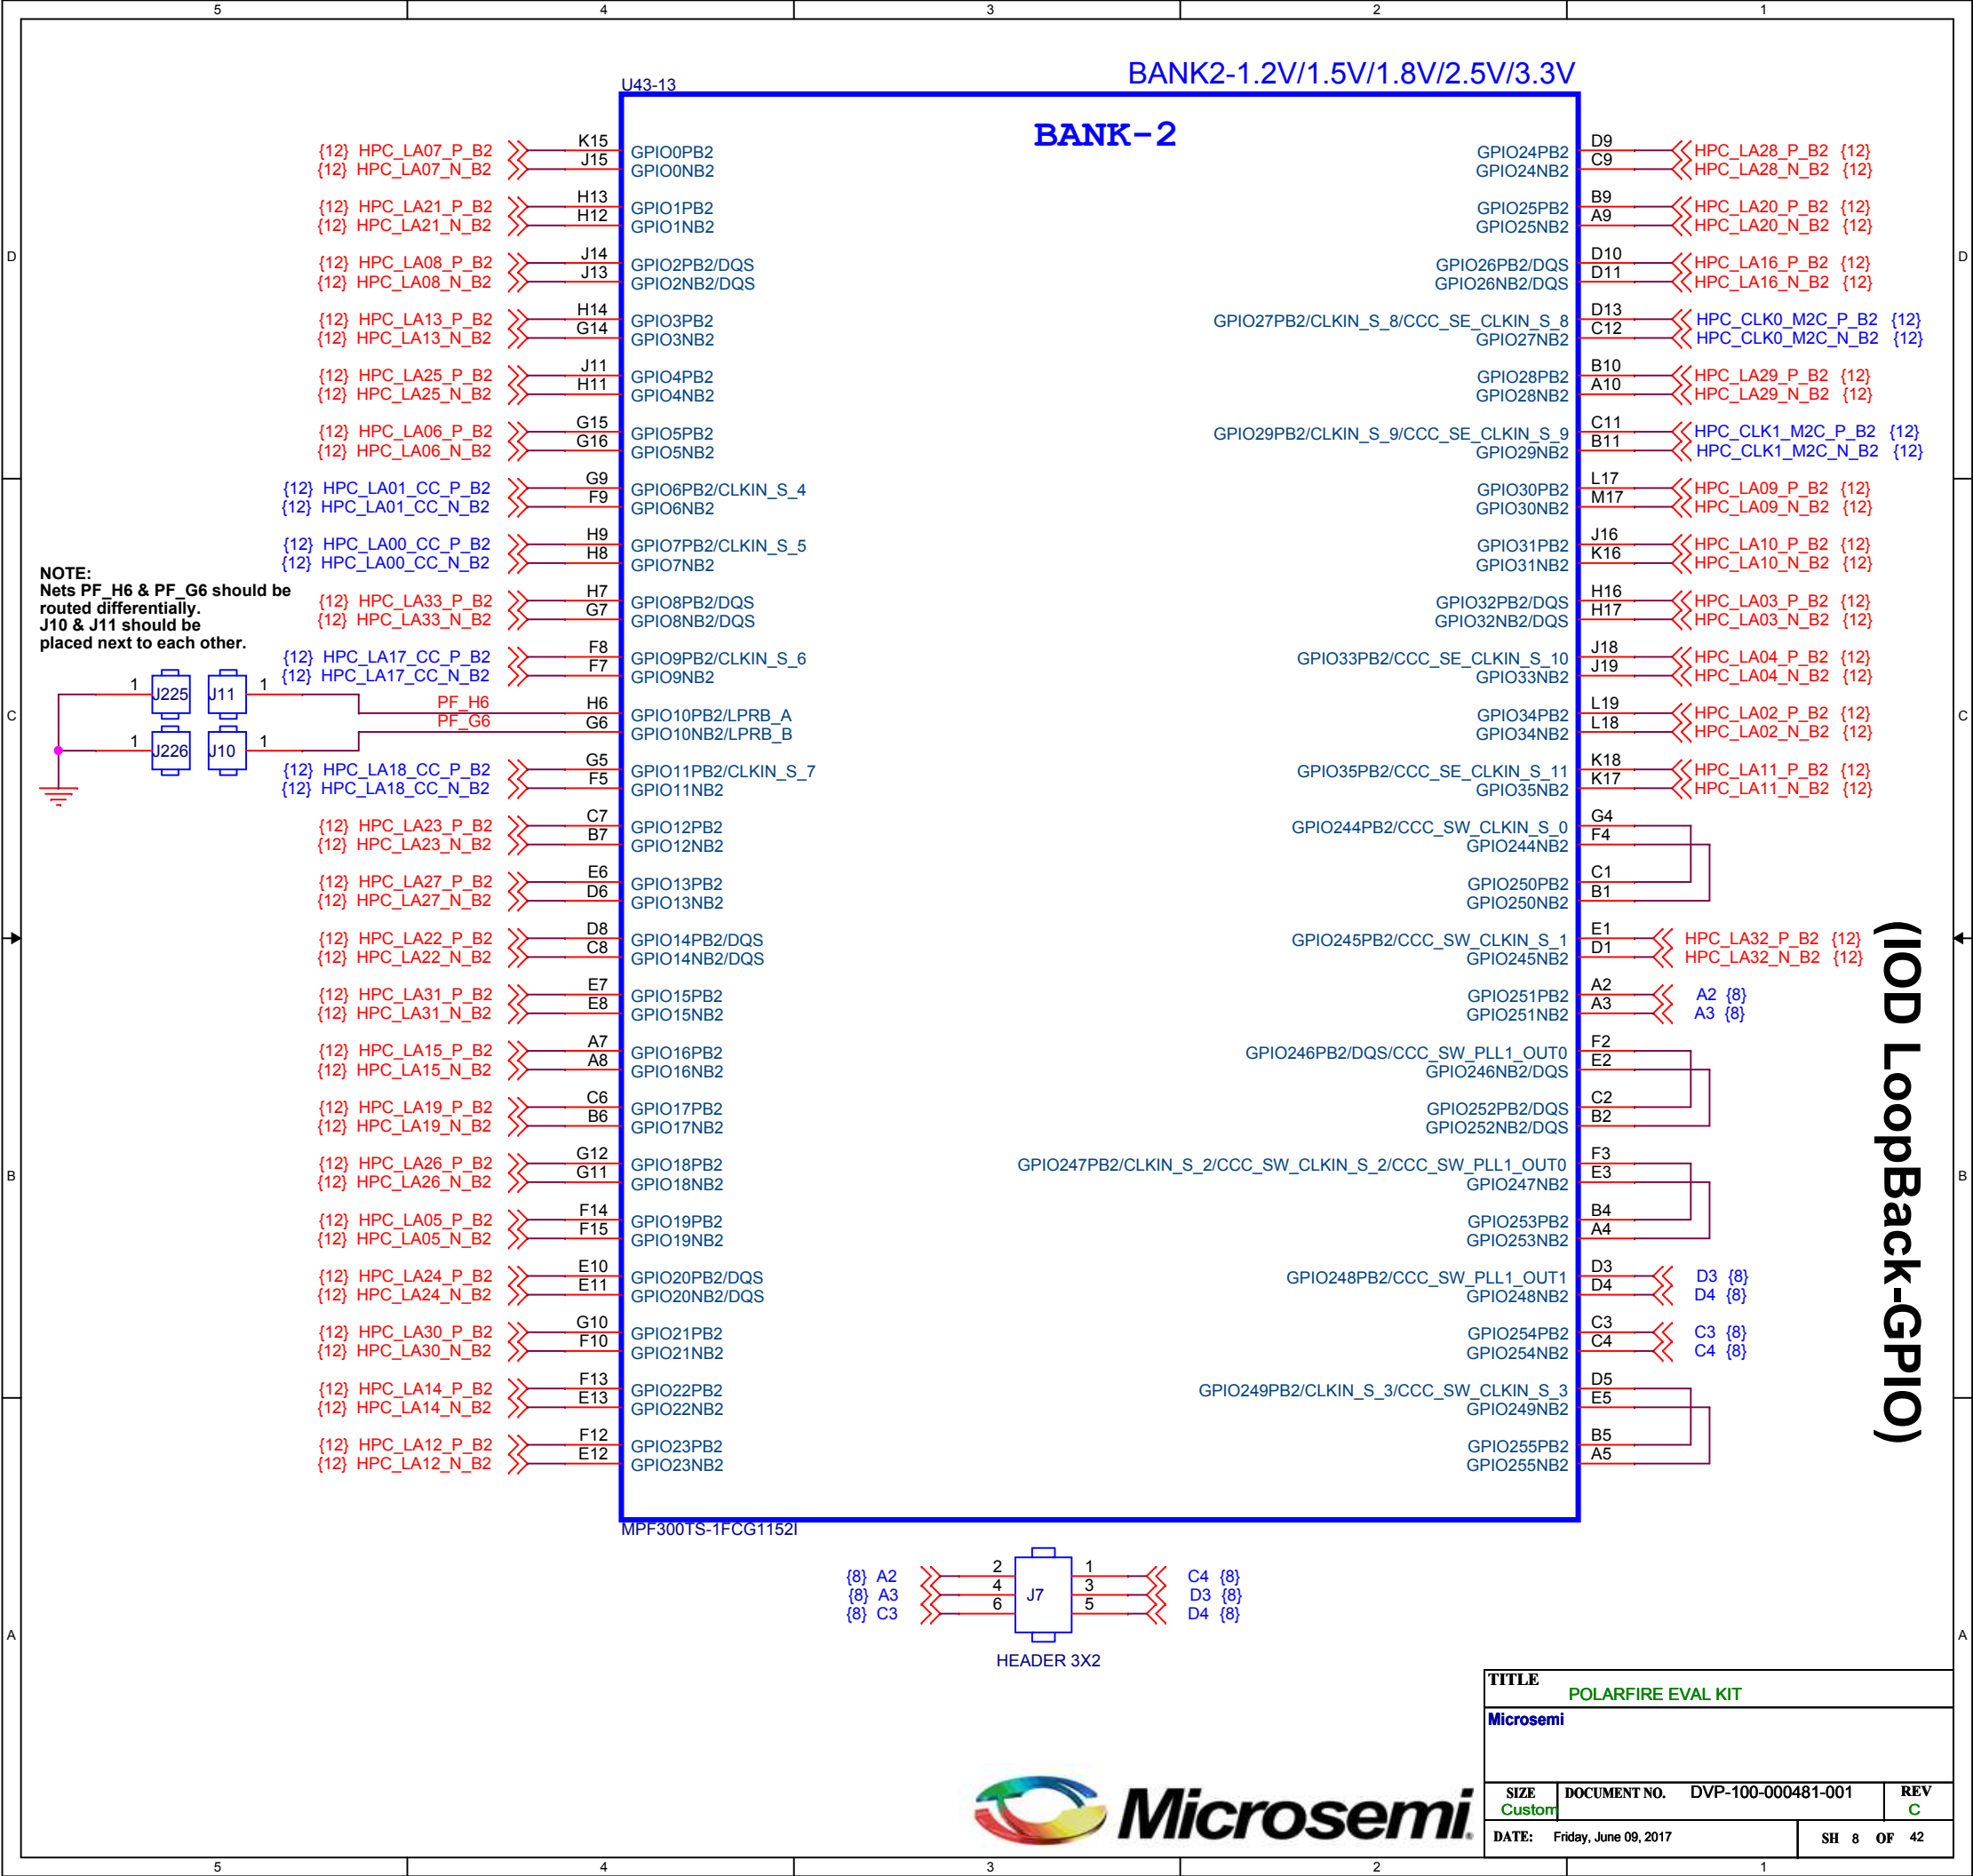 5 4 3 2 1
BANK2-1.2V/1.5V/1.8V/2.5V/3.3V
U43-13
BANK-2
{12} HPC_LA07_P_B2 K15 GPIO0PB2
{12} HPC_LA07_N_B2 J15 GPIO0NB2
{12} HPC_LA21_P_B2 H13 GPIO1PB2
{12} HPC_LA21_N_B2 H12 GPIO1NB2
{12} HPC_LA08_P_B2 J14 GPIO2PB2/DQS
{12} HPC_LA08_N_B2 J13 GPIO2NB2/DQS
{12} HPC_LA13_P_B2 H14 GPIO3PB2
{12} HPC_LA13_N_B2 G14 GPIO3NB2
{12} HPC_LA25_P_B2 J11 GPIO4PB2
{12} HPC_LA25_N_B2 H11 GPIO4NB2
{12} HPC_LA06_P_B2 G15 GPIO5PB2
{12} HPC_LA06_N_B2 G16 GPIO5NB2
{12} HPC_LA01_CC_P_B2 G9 GPIO6PB2/CLKIN_S_4
{12} HPC_LA01_CC_N_B2 F9 GPIO6NB2
{12} HPC_LA00_CC_P_B2 H9 GPIO7PB2/CLKIN_S_5
{12} HPC_LA00_CC_N_B2 H8 GPIO7NB2
{12} HPC_LA33_P_B2 H7 GPIO8PB2/DQS
{12} HPC_LA33_N_B2 G7 GPIO8NB2/DQS
{12} HPC_LA17_CC_P_B2 F8 GPIO9PB2/CLKIN_S_6
{12} HPC_LA17_CC_N_B2 F7 GPIO9NB2
PF_H6 H6 GPIO10PB2/LPRB_A
PF_G6 G6 GPIO10NB2/LPRB_B
{12} HPC_LA18_CC_P_B2 G5 GPIO11PB2/CLKIN_S_7
{12} HPC_LA18_CC_N_B2 F5 GPIO11NB2
{12} HPC_LA23_P_B2 C7 GPIO12PB2
{12} HPC_LA23_N_B2 B7 GPIO12NB2
{12} HPC_LA27_P_B2 E6 GPIO13PB2
{12} HPC_LA27_N_B2 D6 GPIO13NB2
{12} HPC_LA22_P_B2 D8 GPIO14PB2/DQS
{12} HPC_LA22_N_B2 C8 GPIO14NB2/DQS
{12} HPC_LA31_P_B2 E7 GPIO15PB2
{12} HPC_LA31_N_B2 E8 GPIO15NB2
{12} HPC_LA15_P_B2 A7 GPIO16PB2
{12} HPC_LA15_N_B2 A8 GPIO16NB2
{12} HPC_LA19_P_B2 C6 GPIO17PB2
{12} HPC_LA19_N_B2 B6 GPIO17NB2
{12} HPC_LA26_P_B2 G12 GPIO18PB2
{12} HPC_LA26_N_B2 G11 GPIO18NB2
{12} HPC_LA05_P_B2 F14 GPIO19PB2
{12} HPC_LA05_N_B2 F15 GPIO19NB2
{12} HPC_LA24_P_B2 E10 GPIO20PB2/DQS
{12} HPC_LA24_N_B2 E11 GPIO20NB2/DQS
{12} HPC_LA30_P_B2 G10 GPIO21PB2
{12} HPC_LA30_N_B2 F10 GPIO21NB2
{12} HPC_LA14_P_B2 F13 GPIO22PB2
{12} HPC_LA14_N_B2 E13 GPIO22NB2
{12} HPC_LA12_P_B2 F12 GPIO23PB2
{12} HPC_LA12_N_B2 E12 GPIO23NB2
NOTE:
Nets PF_H6 & PF_G6 should be
routed differentially.
J10 & J11 should be
placed next to each other.
1 J225 J11 1
1 J226 J10 1
GPIO24PB2 D9 HPC_LA28_P_B2 {12}
GPIO24NB2 C9 HPC_LA28_N_B2 {12}
GPIO25PB2 B9 HPC_LA20_P_B2 {12}
GPIO25NB2 A9 HPC_LA20_N_B2 {12}
GPIO26PB2/DQS D10 HPC_LA16_P_B2 {12}
GPIO26NB2/DQS D11 HPC_LA16_N_B2 {12}
GPIO27PB2/CLKIN_S_8/CCC_SE_CLKIN_S_8 D13 HPC_CLK0_M2C_P_B2 {12}
GPIO27NB2 C12 HPC_CLK0_M2C_N_B2 {12}
GPIO28PB2 B10 HPC_LA29_P_B2 {12}
GPIO28NB2 A10 HPC_LA29_N_B2 {12}
GPIO29PB2/CLKIN_S_9/CCC_SE_CLKIN_S_9 C11 HPC_CLK1_M2C_P_B2 {12}
GPIO29NB2 B11 HPC_CLK1_M2C_N_B2 {12}
GPIO30PB2 L17 HPC_LA09_P_B2 {12}
GPIO30NB2 M17 HPC_LA09_N_B2 {12}
GPIO31PB2 J16 HPC_LA10_P_B2 {12}
GPIO31NB2 K16 HPC_LA10_N_B2 {12}
GPIO32PB2/DQS H16 HPC_LA03_P_B2 {12}
GPIO32NB2/DQS H17 HPC_LA03_N_B2 {12}
GPIO33PB2/CCC_SE_CLKIN_S_10 J18 HPC_LA04_P_B2 {12}
GPIO33NB2 J19 HPC_LA04_N_B2 {12}
GPIO34PB2 L19 HPC_LA02_P_B2 {12}
GPIO34NB2 L18 HPC_LA02_N_B2 {12}
GPIO35PB2/CCC_SE_CLKIN_S_11 K18 HPC_LA11_P_B2 {12}
GPIO35NB2 K17 HPC_LA11_N_B2 {12}
GPIO244PB2/CCC_SW_CLKIN_S_0 G4
GPIO244NB2 F4
GPIO250PB2 C1
GPIO250NB2 B1
GPIO245PB2/CCC_SW_CLKIN_S_1 E1 HPC_LA32_P_B2 {12}
GPIO245NB2 D1 HPC_LA32_N_B2 {12}
GPIO251PB2 A2 A2 {8}
GPIO251NB2 A3 A3 {8}
GPIO246PB2/DQS/CCC_SW_PLL1_OUT0 F2
GPIO246NB2/DQS E2
GPIO252PB2/DQS C2
GPIO252NB2/DQS B2
GPIO247PB2/CLKIN_S_2/CCC_SW_CLKIN_S_2/CCC_SW_PLL1_OUT0 F3
GPIO247NB2 E3
GPIO253PB2 B4
GPIO253NB2 A4
GPIO248PB2/CCC_SW_PLL1_OUT1 D3 D3 {8}
GPIO248NB2 D4 D4 {8}
GPIO254PB2 C3 C3 {8}
GPIO254NB2 C4 C4 {8}
GPIO249PB2/CLKIN_S_3/CCC_SW_CLKIN_S_3 D5
GPIO249NB2 E5
GPIO255PB2 B5
GPIO255NB2 A5
(IOD LoopBack-GPIO)
D D
C C
B B
A A
MPF300TS-1FCG1152I
{8} A2 2 1 C4 {8}
{8} A3 4 J7 3 D3 {8}
{8} C3 6 5 D4 {8}
HEADER 3X2
Microsemi
TITLE
POLARFIRE EVAL KIT
Microsemi
SIZE DOCUMENT NO. DVP-100-000481-001 REV
Custom C
DATE: Friday, June 09, 2017 SH 8 OF 42
5 4 3 2 1